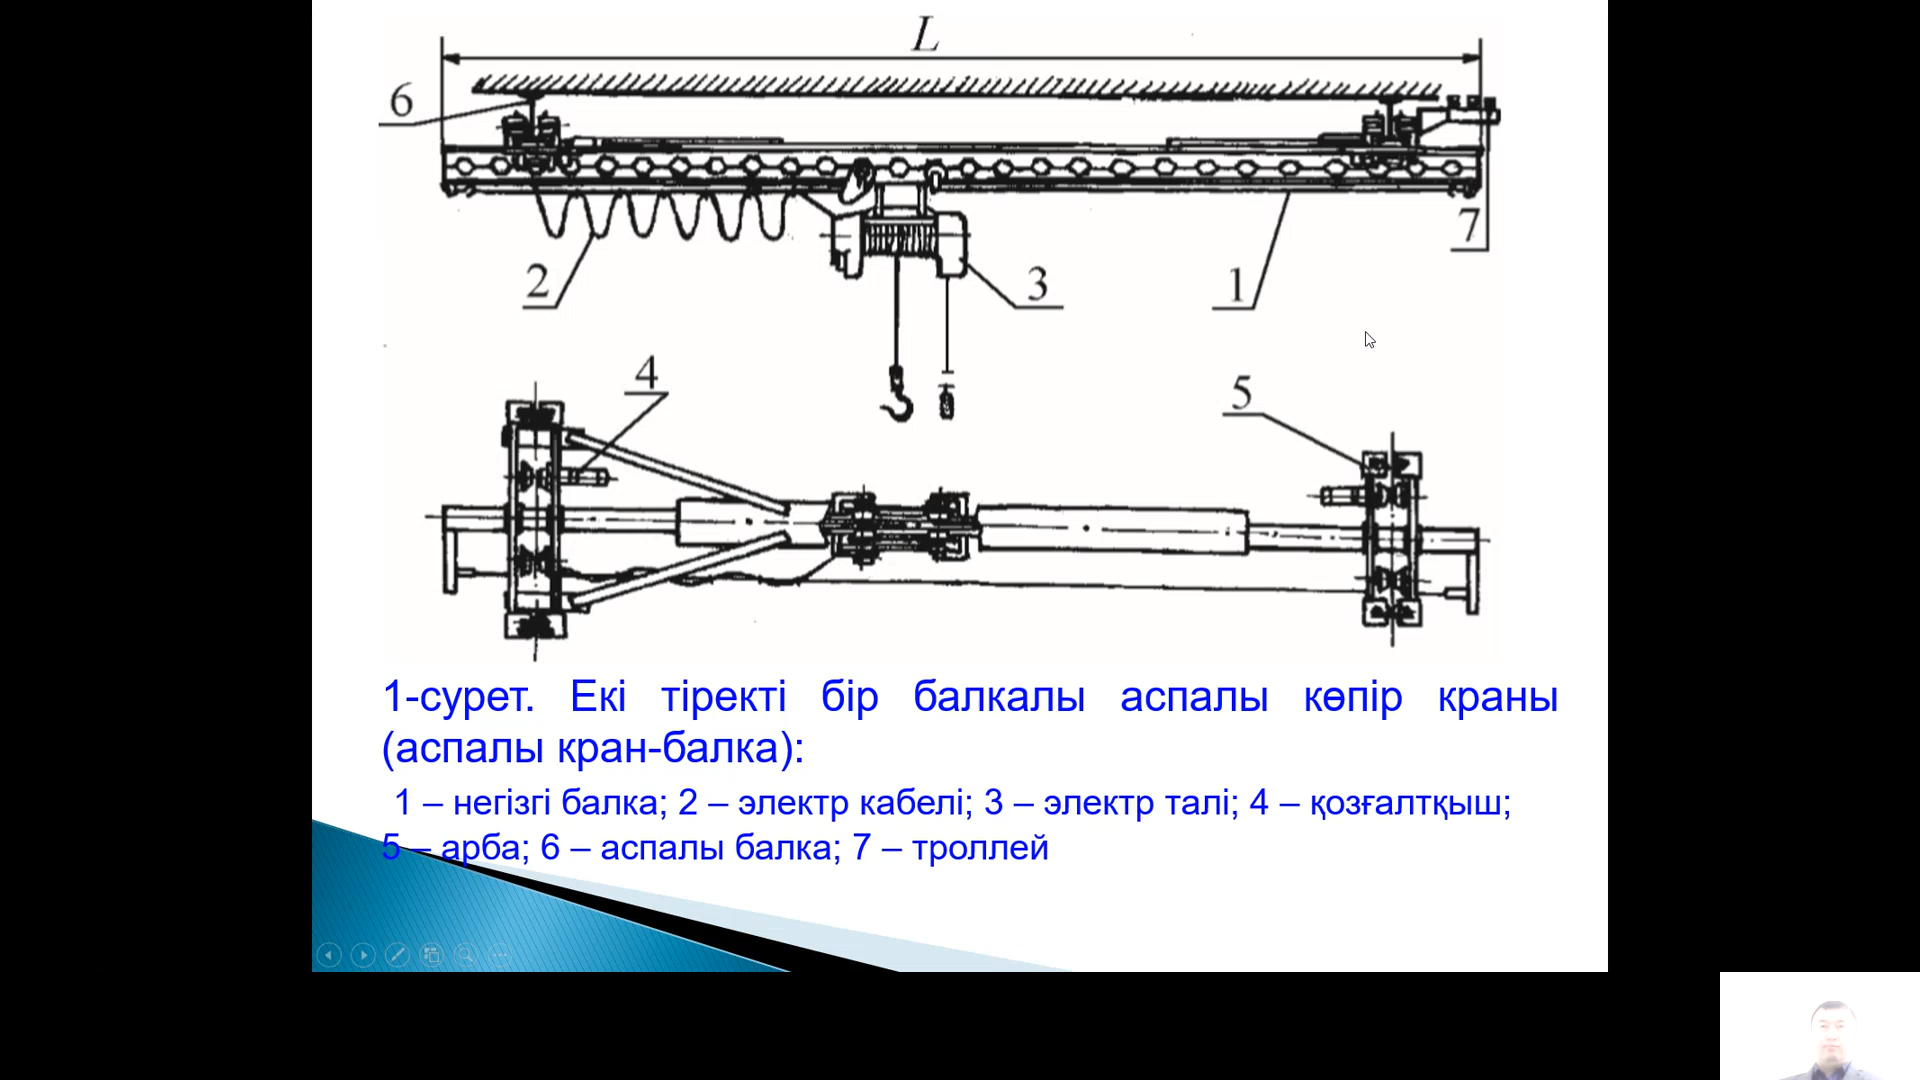 L
6
7
2
3
1
4
5
1-сурет. Екі тіректі бір балкалы аспалы көпір краны
(аспалы кран-балка):
1 – негізгі балка; 2 – электр кабелі; 3 – электр талі; 4 – қозғалтқыш;
5 – арба; 6 – аспалы балка; 7 – троллей